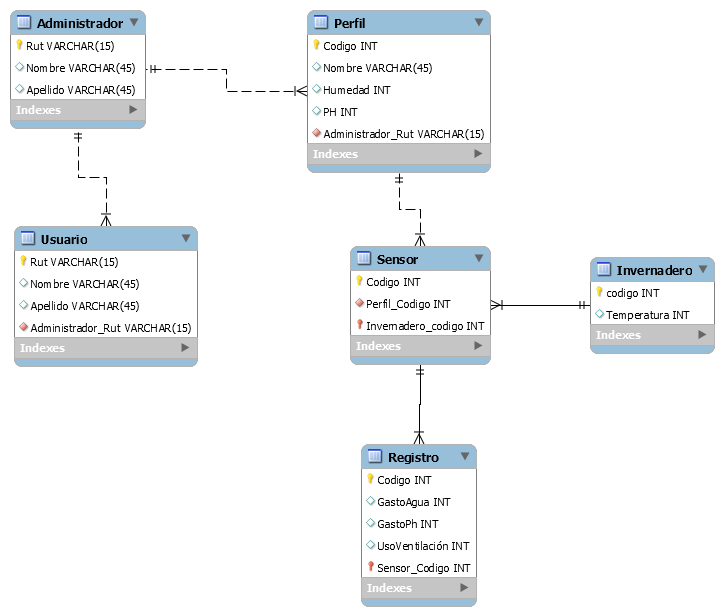 Administrador
Rut VARCHAR(15)
Nombre VARCHAR(45)
Apellido VARCHAR(45)
Indexes
Perfil
Codigo INT
Nombre VARCHAR(45)
Humedad INT
PH INT
Administrador_Rut VARCHAR(15)
Indexes
Usuario
Rut VARCHAR(15)
Nombre VARCHAR(45)
Apellido VARCHAR(45)
Administrador_Rut VARCHAR(15)
Indexes
Sensor
Codigo INT
Perfil_Codigo INT
Invernadero_codigo INT
Indexes
Invernadero
codigo INT
Temperatura INT
Indexes
Registro
Codigo INT
GastoAgua INT
GastoPh INT
UsoVentilación INT
Sensor_Codigo INT
Indexes